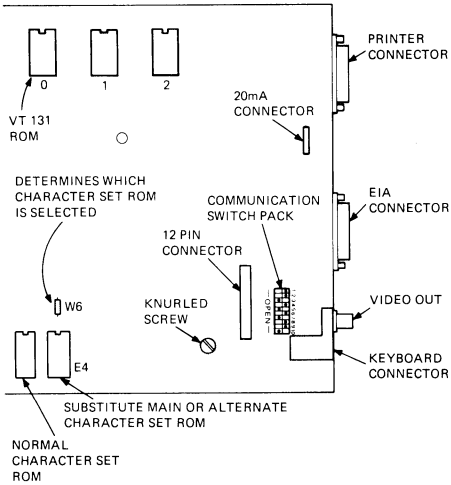 PRINTER
CONNECTOR
0
1
2
20mA
CONNECTOR
VT 131
ROM
DETERMINES WHICH
CHARACTER SET ROM
IS SELECTED
COMMUNICATION
SWITCH PACK
EIA
CONNECTOR
12 PIN
CONNECTOR
W6
KNURLED
SCREW
—OPEN—
VIDEO OUT
E4
KEYBOARD
CONNECTOR
SUBSTITUTE MAIN OR ALTERNATE
CHARACTER SET ROM
NORMAL
CHARACTER SET
ROM